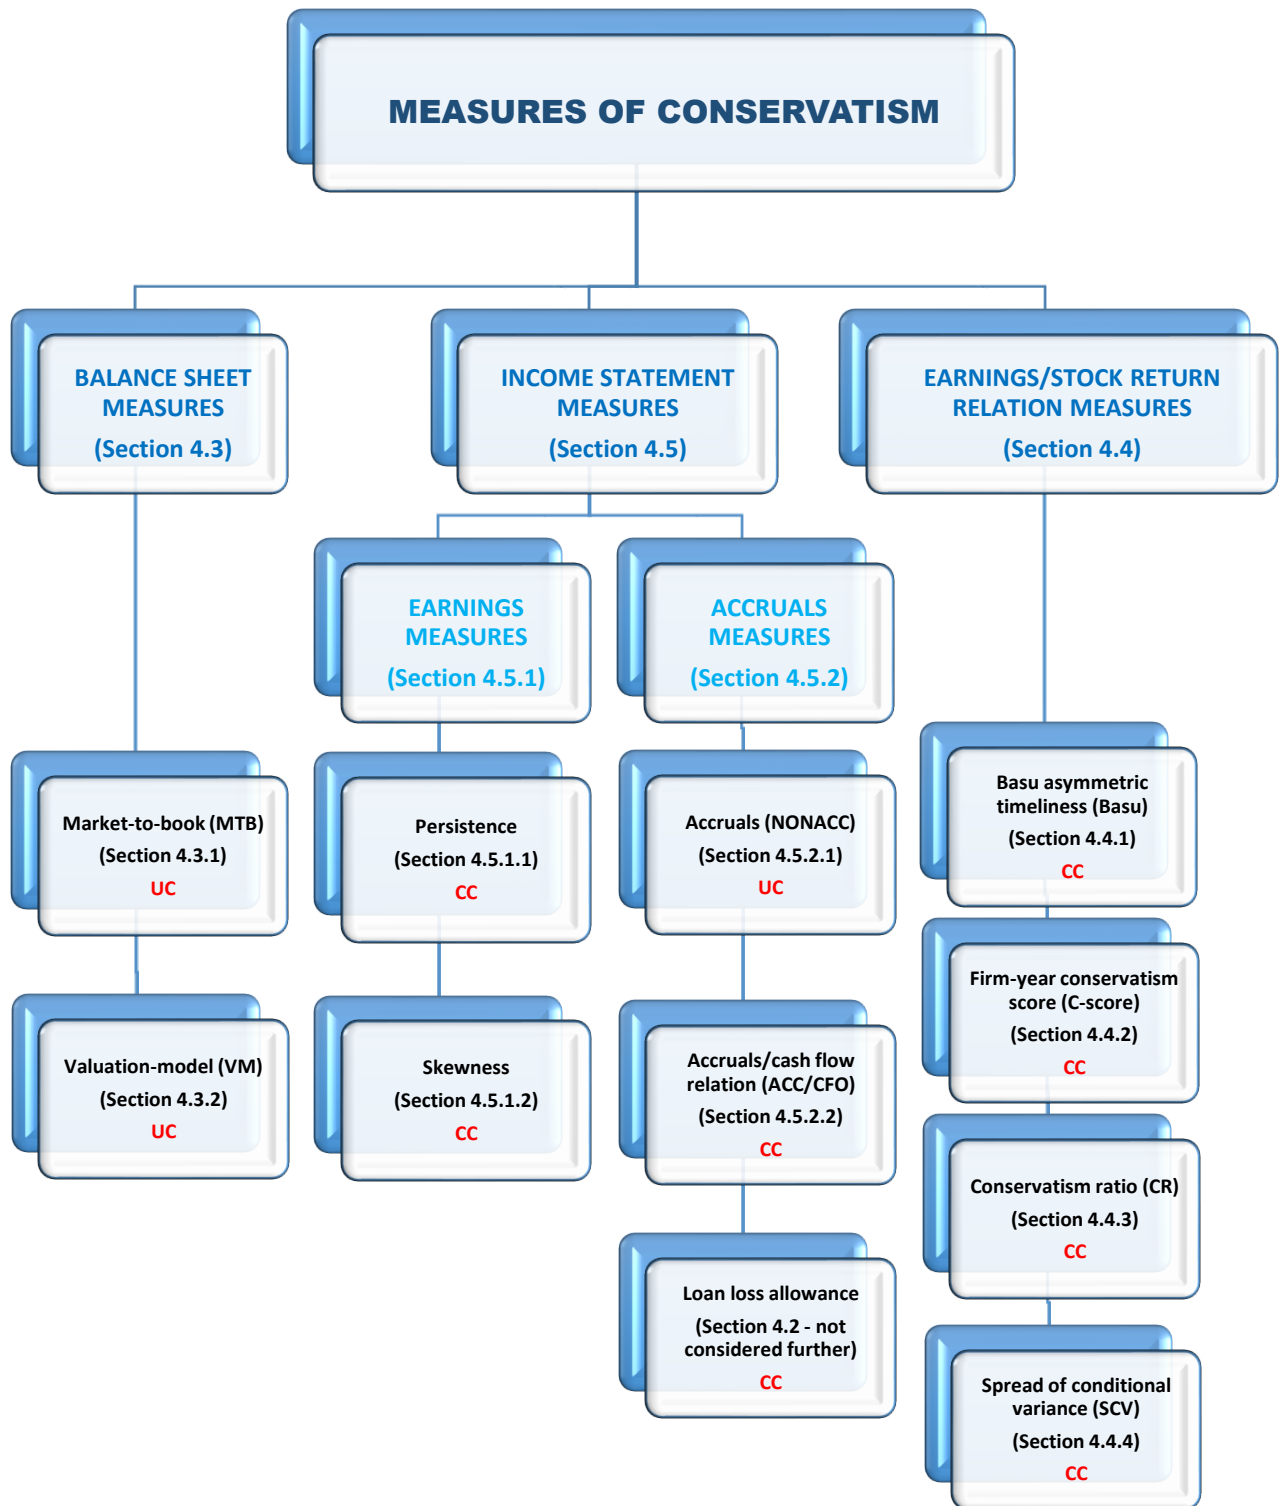 MEASURES OF CONSERVATISM
BALANCE SHEET
MEASURES
(Section 4.3)
INCOME STATEMENT
MEASURES
(Section 4.5)
EARNINGS/STOCK RETURN
RELATION MEASURES
(Section 4.4)
EARNINGS
MEASURES
(Section 4.5.1)
ACCRUALS
MEASURES
(Section 4.5.2)
Market-to-book (MTB)
(Section 4.3.1)
UC
Valuation-model (VM)
(Section 4.3.2)
UC
Persistence
(Section 4.5.1.1)
CC
Skewness
(Section 4.5.1.2)
CC
Accruals (NONACC)
(Section 4.5.2.1)
UC
Accruals/cash flow
relation (ACC/CFO)
(Section 4.5.2.2)
CC
Loan loss allowance
(Section 4.2 - not
considered further)
CC
Basu asymmetric
timeliness (Basu)
(Section 4.4.1)
CC
Firm-year conservatism
score (C-score)
(Section 4.4.2)
CC
Conservatism ratio (CR)
(Section 4.4.3)
CC
Spread of conditional
variance (SCV)
(Section 4.4.4)
CC